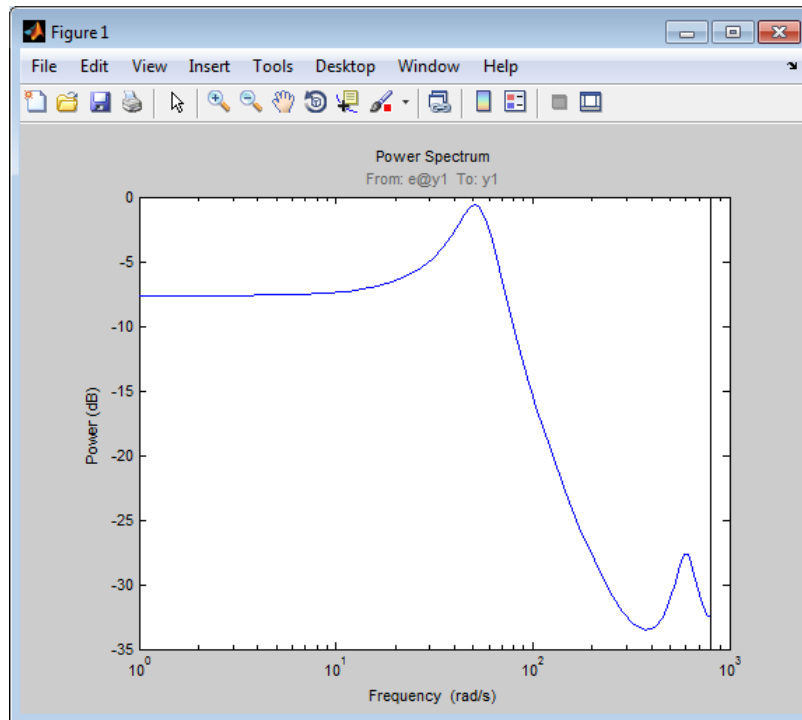 Figure 1
File Edit View Insert Tools Desktop Window Help
Power Spectrum
From: e@y1 To: y1
0
-5
-10
-15
-20
-25
-30
-35
Power (dB)
10^0 10^1 10^2 10^3
Frequency (rad/s)